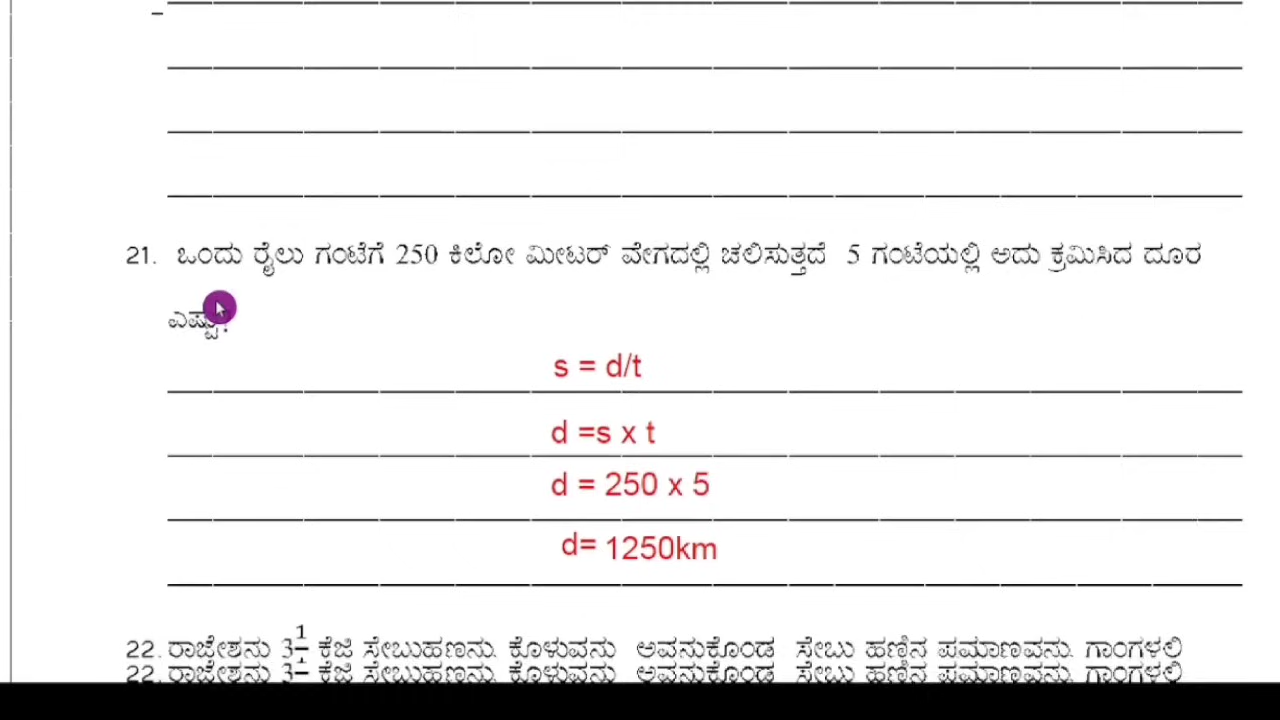 21. ಒಂದು ರೈಲು ಗಂಟೆಗೆ 250 ಕಿಲೋ ಮೀಟರ್ ವೇಗದಲ್ಲಿ ಚಲಿಸುತ್ತದೆ 5 ಗಂಟೆಯಲ್ಲಿ ಅದು ಕ್ರಮಿಸಿದ ದೂರ
ಎಷ್ಟು?
s = d/t
d =s x t
d = 250 x 5
d= 1250km
22. ರಾಜೇಶನು 3 ಕೆಜಿ ಸೇಬುಹಣ್ಣನ್ನು ಕೊಳ್ಳುವನು ಅವನುಕೊಂಡ ಸೇಬು ಹಣ್ಣಿನ ಪ್ರಮಾಣವನ್ನು ಗ್ರಾಂಗಳಲ್ಲಿ